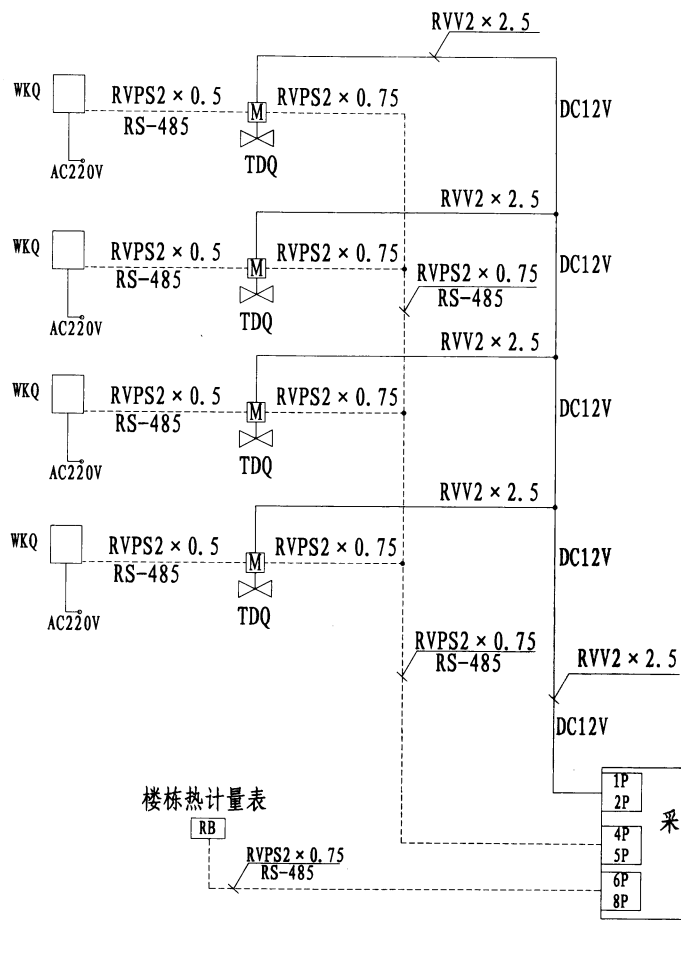 RVV2×2.5
WKQ
RVPS2×0.5
RVPS2×0.75
M
DC12V
RS-485
TDQ
AC220V
RVV2×2.5
WKQ
RVPS2×0.5
RVPS2×0.75
M
DC12V
RVPS2×0.75
RS-485
RS-485
TDQ
AC220V
RVV2×2.5
WKQ
RVPS2×0.5
RVPS2×0.75
M
DC12V
RS-485
TDQ
AC220V
RVV2×2.5
WKQ
RVPS2×0.5
RVPS2×0.75
M
DC12V
RS-485
TDQ
AC220V
RVPS2×0.75
RS-485
RVV2×2.5
DC12V
楼栋热计量表
RB
RVPS2×0.75
RS-485
1P
2P
4P
5P
6P
8P
采